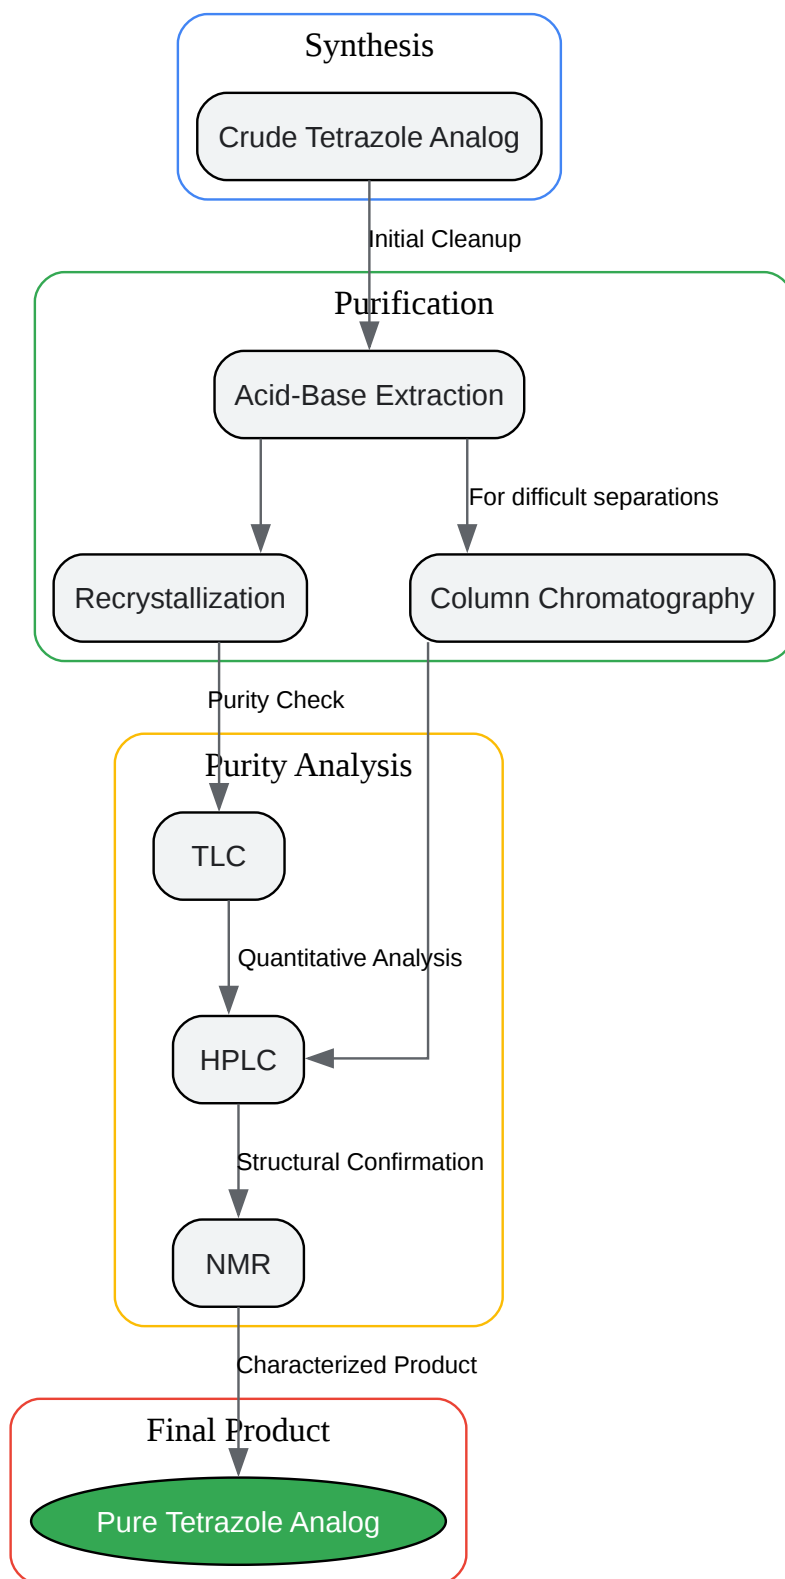 Synthesis
Crude Tetrazole Analog
Initial Cleanup
Purification
Acid-Base Extraction
For difficult separations
Recrystallization
Column Chromatography
Purity Check
Purity Analysis
TLC
Quantitative Analysis
HPLC
Structural Confirmation
NMR
Characterized Product
Final Product
Pure Tetrazole Analog